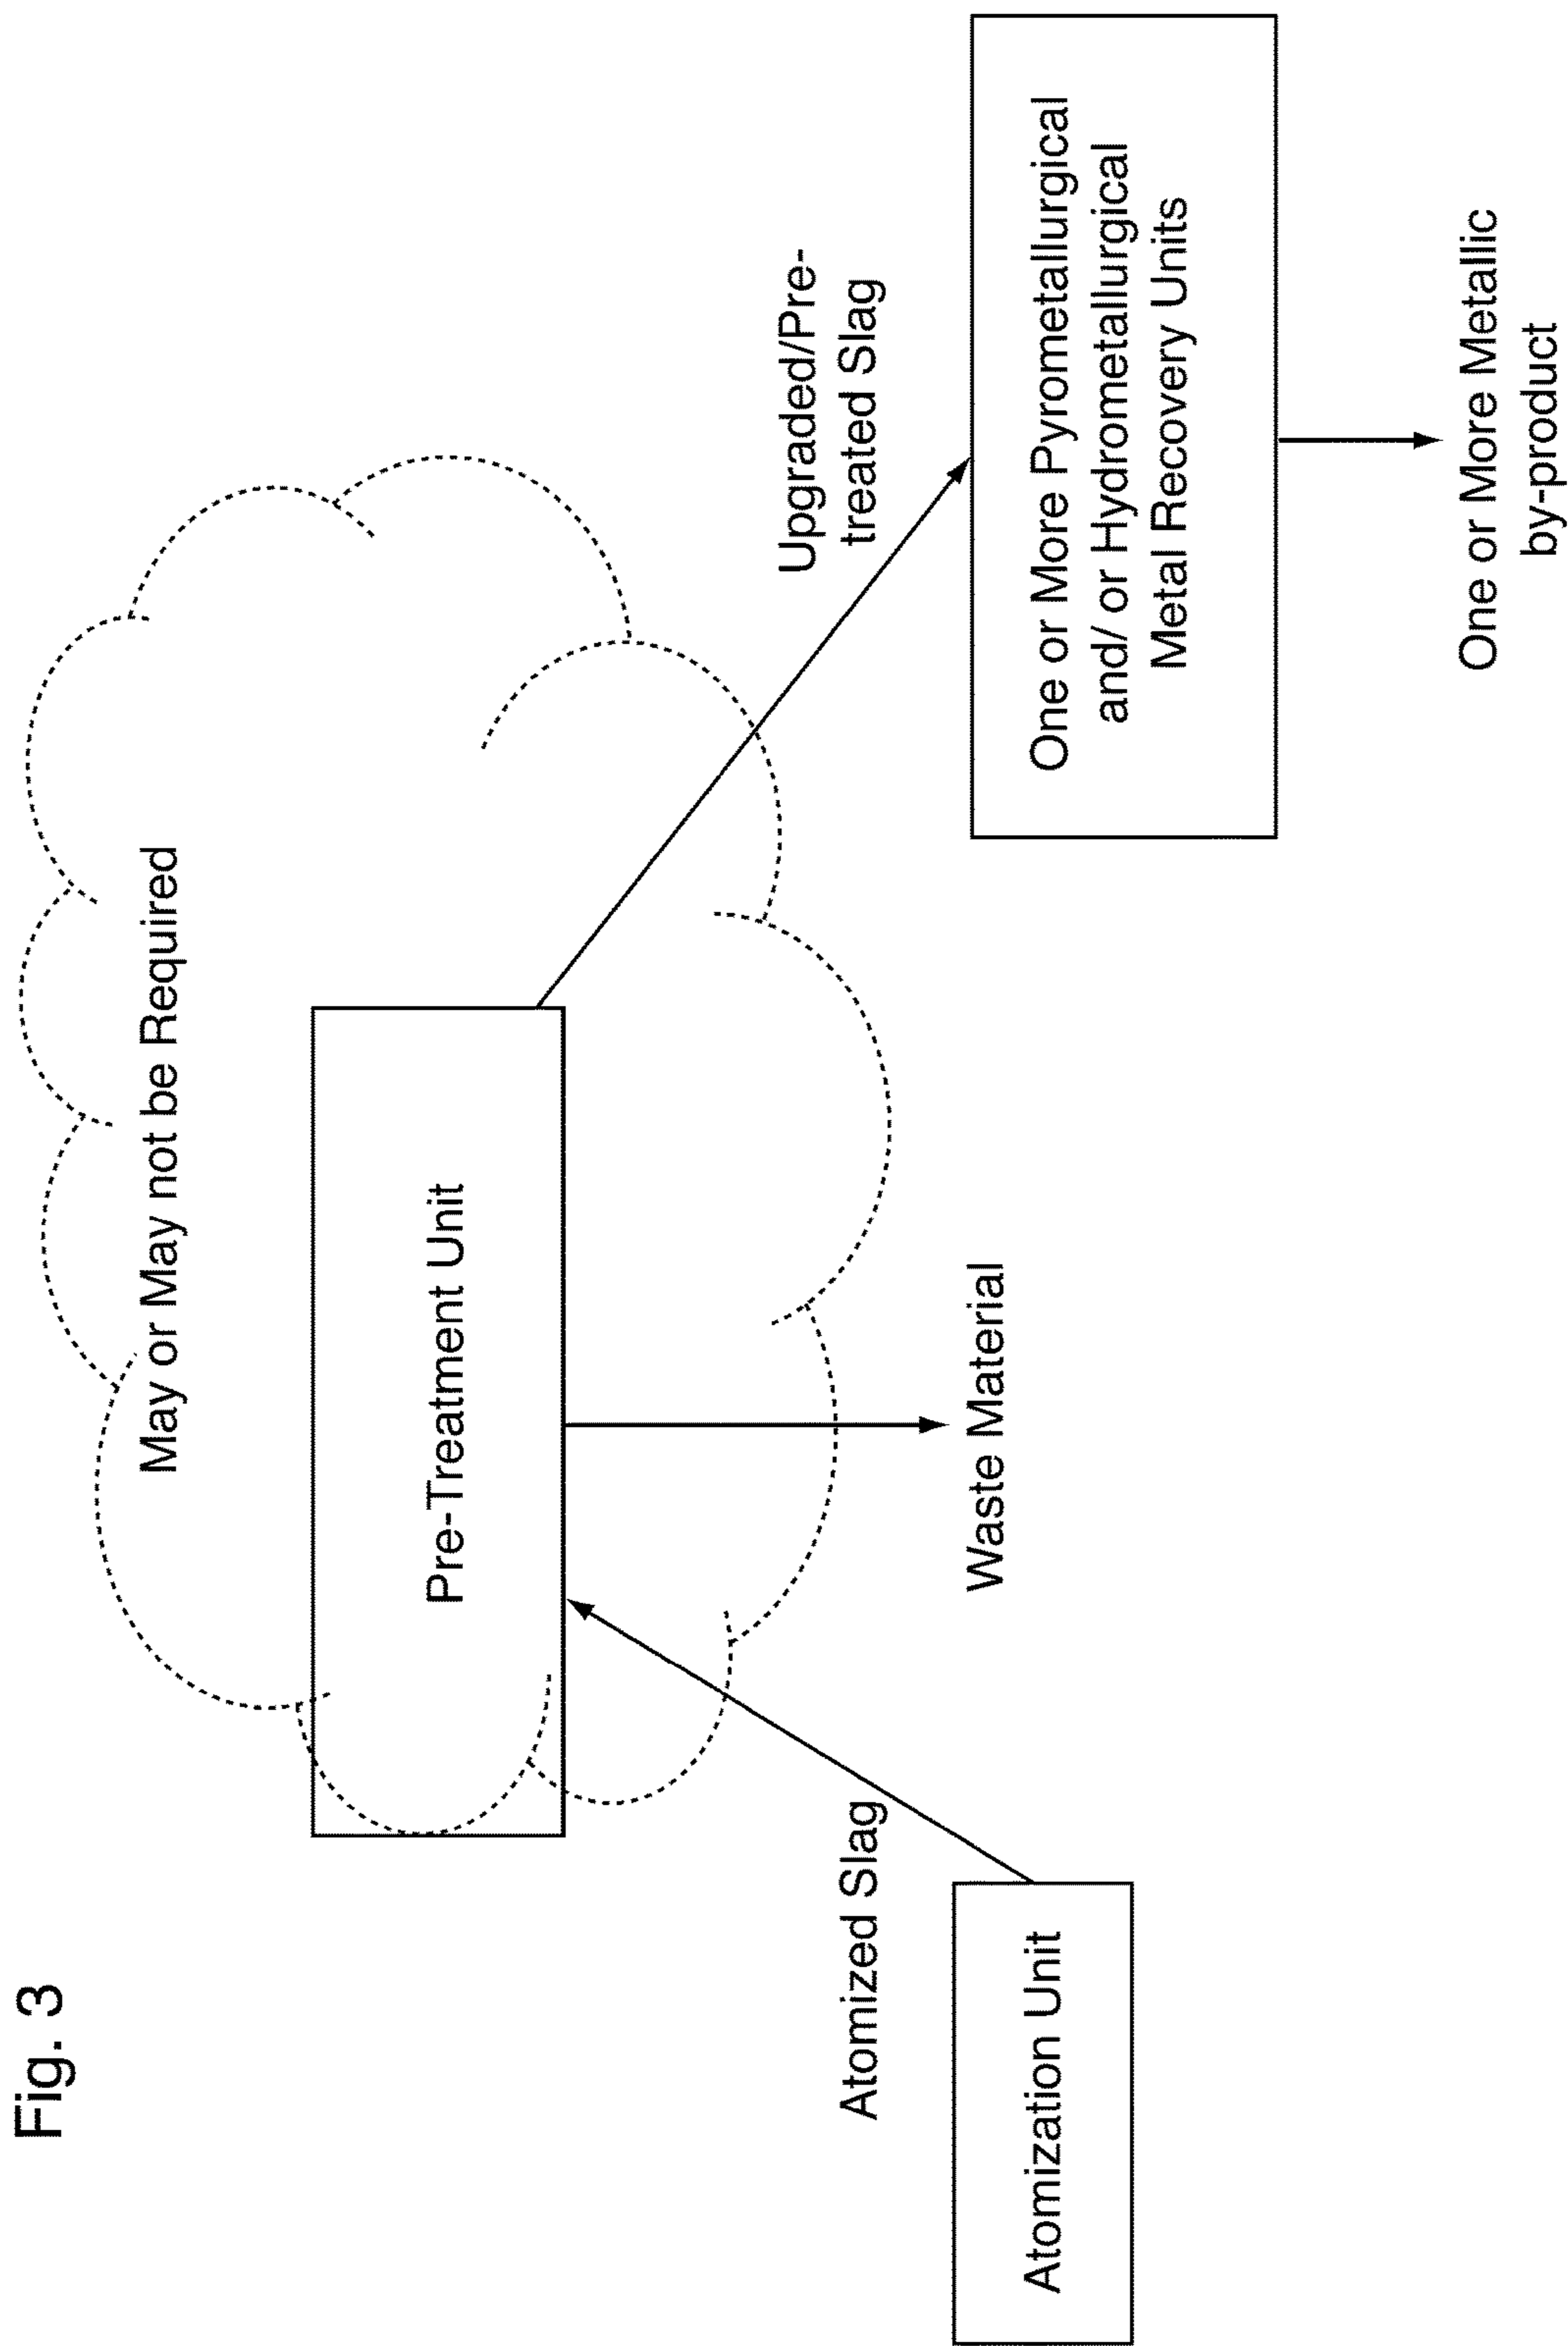 Fig. 3
May or May not be Required
Pre-Treatment Unit
Atomized Slag
Atomization Unit
Waste Material
Upgraded/Pre-
treated Slag
One or More Pyrometallurgical
and/ or Hydrometallurgical
Metal Recovery Units
One or More Metallic
by-product